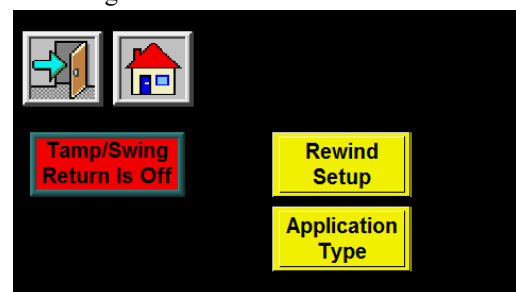 Tamp/Swing
Return Is Off
Rewind
Setup
Application
Type